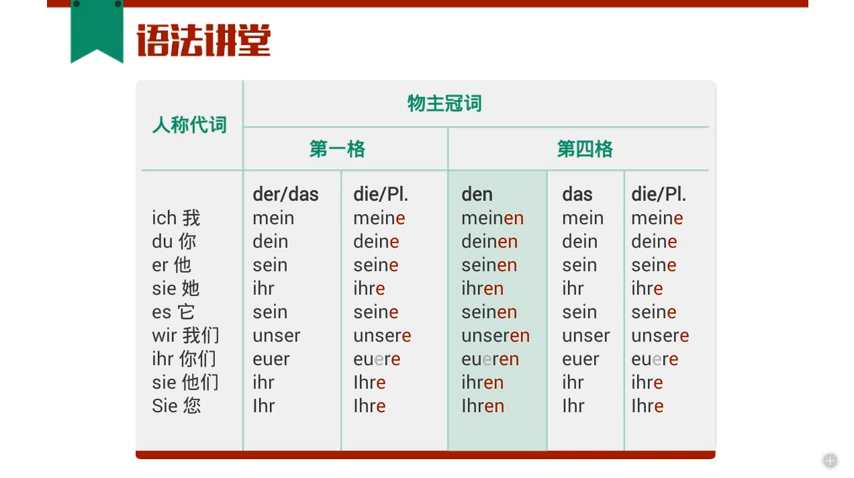 语法讲堂
人称代词 物主冠词
第一格 第四格
der/das die/Pl. den das die/Pl.
ich 我 mein meine meinen mein meine
du 你 dein deine deinen dein deine
er 他 sein seine seinen sein seine
sie 她 ihr ihre ihren ihr ihre
es 它 sein seine seinen sein seine
wir 我们 unser unsere unseren unser unsere
ihr 你们 euer euere eueren euer euere
sie 他们 ihr Ihre ihren ihr ihre
Sie 您 Ihr Ihre Ihren Ihr Ihre